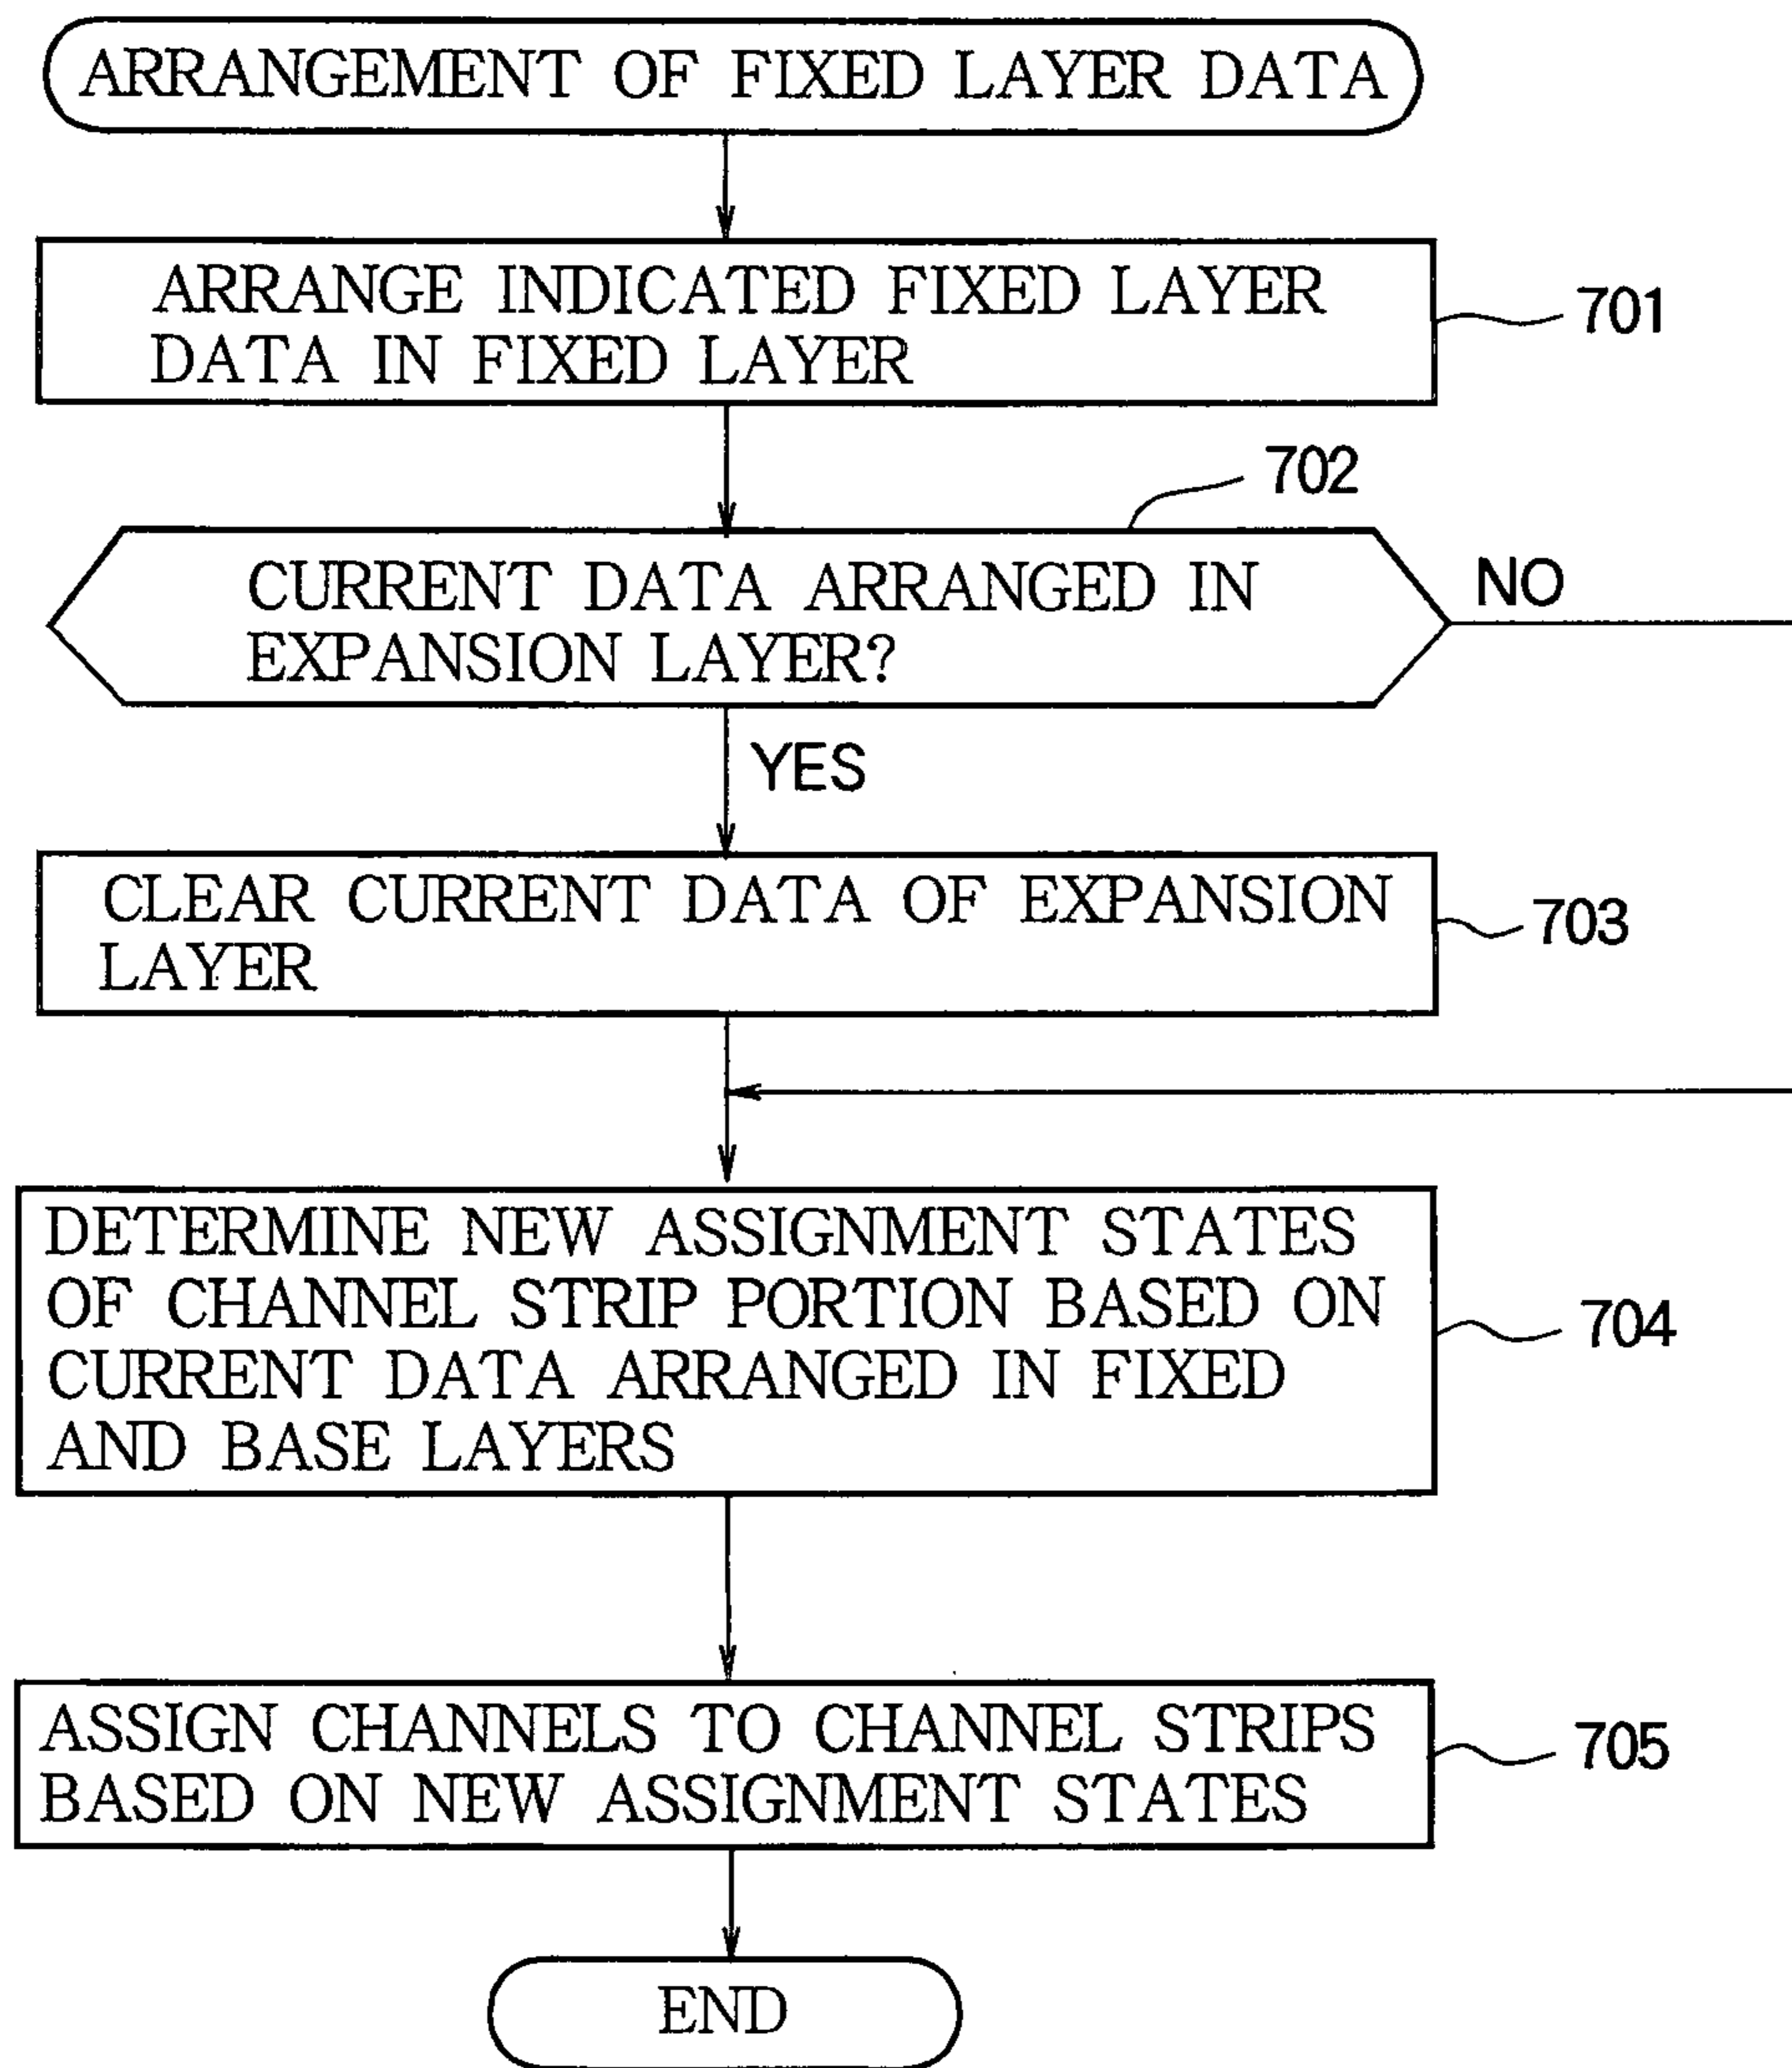 ARRANGEMENT OF FIXED LAYER DATA
ARRANGE INDICATED FIXED LAYER
DATA IN FIXED LAYER
701
702
CURRENT DATA ARRANGED IN
EXPANSION LAYER?
NO
YES
CLEAR CURRENT DATA OF EXPANSION
LAYER
703
DETERMINE NEW ASSIGNMENT STATES
OF CHANNEL STRIP PORTION BASED ON
CURRENT DATA ARRANGED IN FIXED
AND BASE LAYERS
704
ASSIGN CHANNELS TO CHANNEL STRIPS
BASED ON NEW ASSIGNMENT STATES
705
END